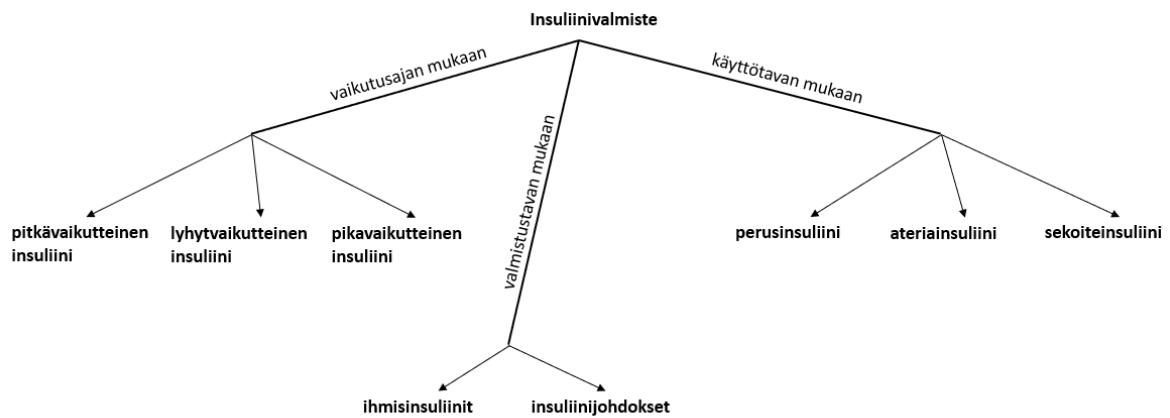 Insuliinivalmiste
vaikutusajan mukaan
käyttötavan mukaan
valmistustavan mukaan
pitkävaikutteinen
insuliini
lyhytvaikutteinen
insuliini
pikavaikutteinen
insuliini
perusinsuliini
ateriainsuliini
sekoiteinsuliini
ihmisinsuliinit
insuliinijohdokset